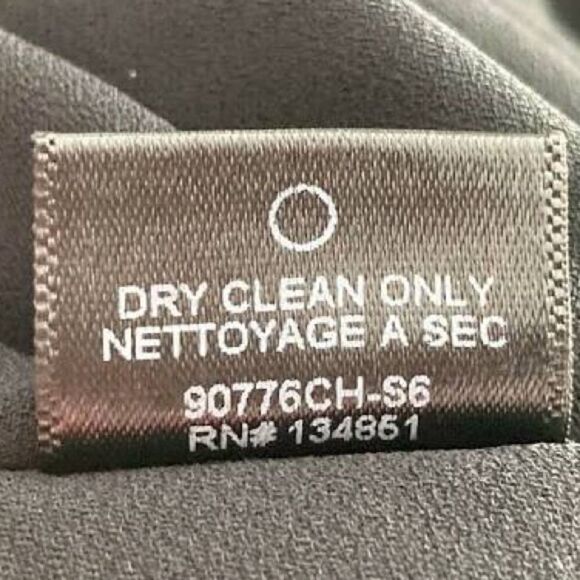 DRY CLEAN ONLY
NETTOYAGE A SEC
90776CH-S6
RN# 134861